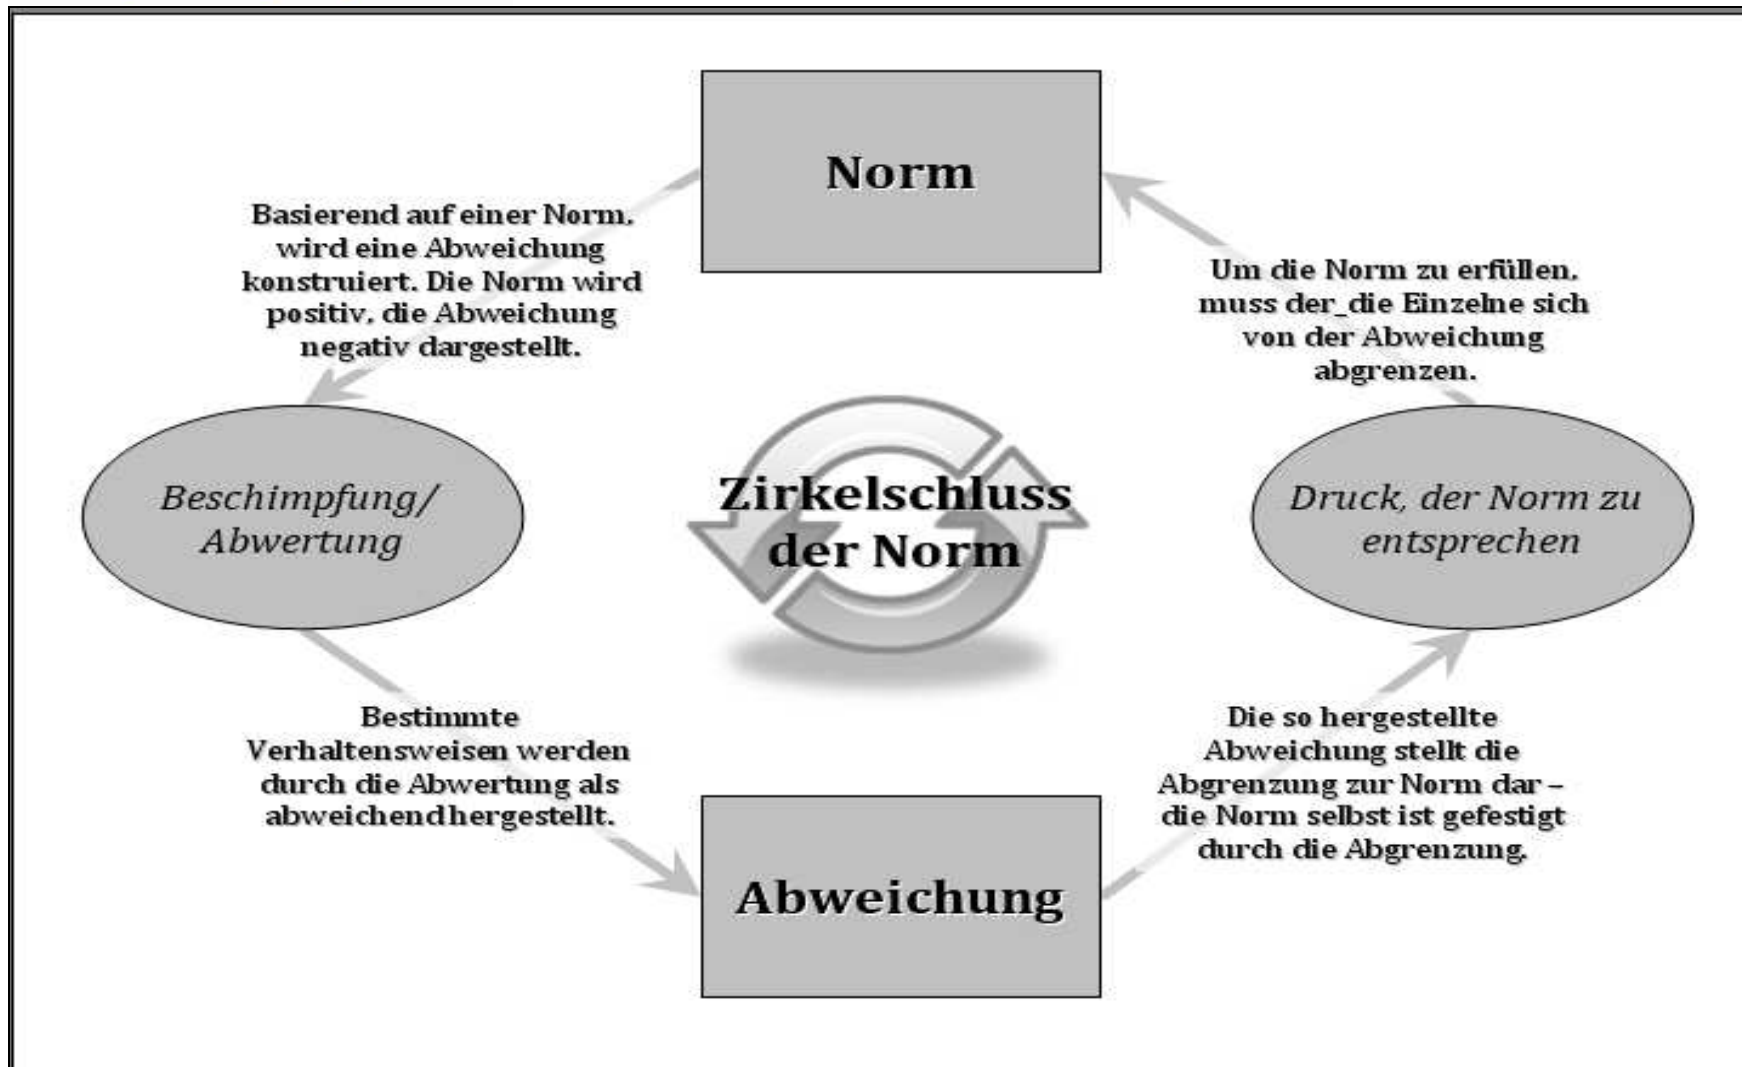 Norm
Basierend auf einer Norm,
wird eine Abweichung
konstruiert. Die Norm wird
positiv, die Abweichung
negativ dargestellt.
Beschimpfung/
Abwertung
Bestimmte
Verhaltensweisen werden
durch die Abwertung als
abweichend hergestellt.
Abweichung
Die so hergestellte
Abweichung stellt die
Abgrenzung zur Norm dar –
die Norm selbst ist gefestigt
durch die Abgrenzung.
Druck, der Norm zu
entsprechen
Um die Norm zu erfüllen,
muss der_die Einzelne sich
von der Abweichung
abgrenzen.
Zirkelschluss
der Norm